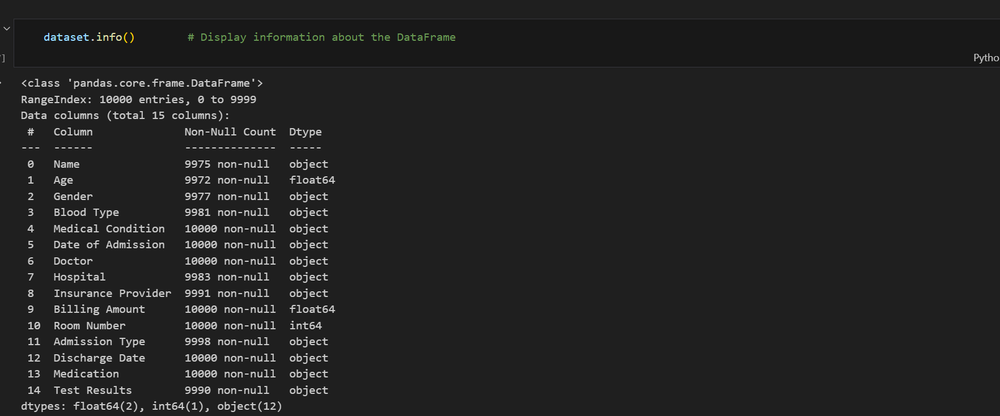 dataset.info()        # Display information about the DataFrame
]
Pytho
<class 'pandas.core.frame.DataFrame'>
RangeIndex: 10000 entries, 0 to 9999
Data columns (total 15 columns):
 #   Column              Non-Null Count  Dtype
---  ------              --------------  -----
 0   Name                9975 non-null   object
 1   Age                 9972 non-null   float64
 2   Gender              9977 non-null   object
 3   Blood Type          9981 non-null   object
 4   Medical Condition   10000 non-null  object
 5   Date of Admission   10000 non-null  object
 6   Doctor              10000 non-null  object
 7   Hospital            9983 non-null   object
 8   Insurance Provider  9991 non-null   object
 9   Billing Amount      10000 non-null  float64
 10  Room Number         10000 non-null  int64
 11  Admission Type      9998 non-null   object
 12  Discharge Date      10000 non-null  object
 13  Medication          10000 non-null  object
 14  Test Results        9990 non-null   object
dtypes: float64(2), int64(1), object(12)